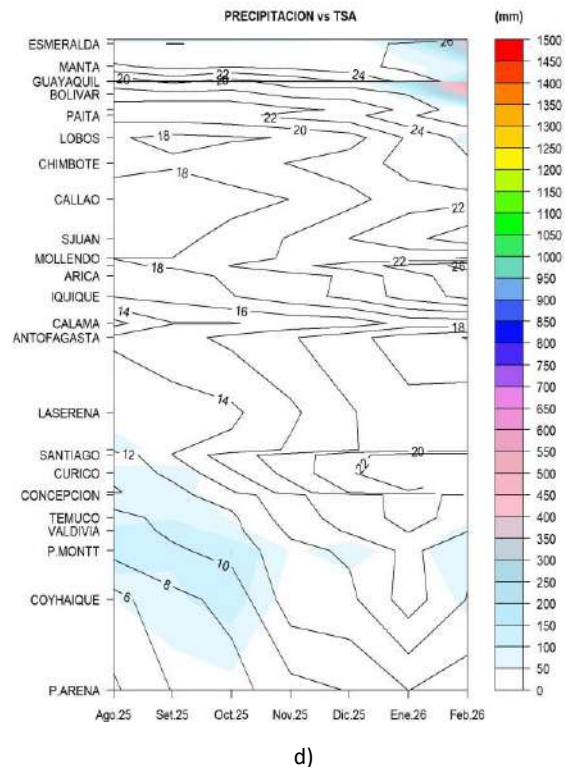 PRECIPITACION vs TSA
(mm)
ESMERALDA
MANTA
GUAYAQUIL
BOLIVAR
PAITA
LOBOS
CHIMBOTE
CALLAO
SJUAN
MOLLENDO
ARICA
IQUIQUE
CALAMA
ANTOFAGASTA
LASERENA
SANTIAGO
CURICO
CONCEPCION
TEMUCO
VALDIVIA
P.MONTT
COYHAIQUE
P.ARENA
26
22
24
20
22
20
24
18
18
22
22
26
18
14
16
18
14
12
20
22
10
8
6
1500
1450
1400
1350
1300
1250
1200
1150
1100
1050
1000
950
900
850
800
750
700
650
600
550
500
450
400
350
300
250
200
150
100
50
0
Ago.25 Set.25 Oct.25 Nov.25 Dic.25 Ene.26 Feb.26
d)